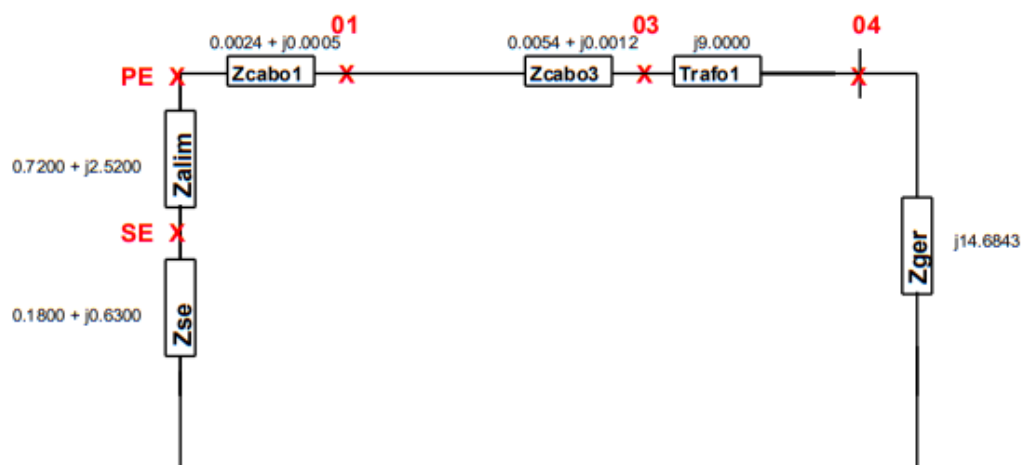 01
03
04
0.0024 + j0.0005
0.0054 + j0.0012
j9.0000
PE X
Zcabo1
X
Zcabo3
X
Trafo1
X
0.7200 + j2.5200
Zalim
SE X
Zger
j14.6843
0.1800 + j0.6300
Zse